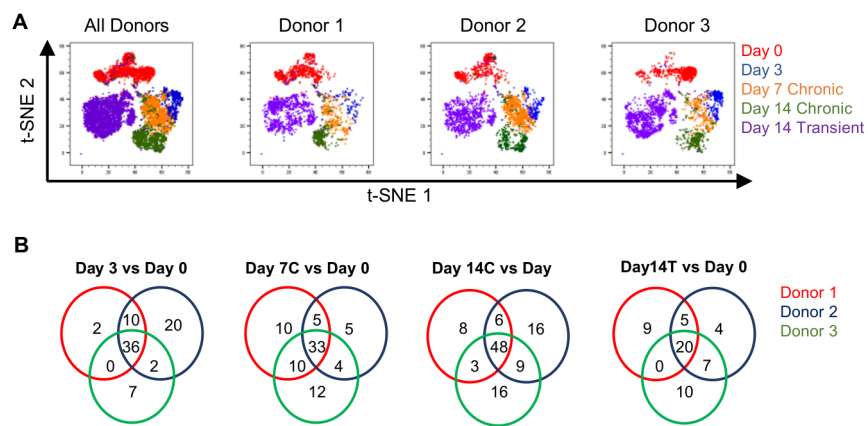 A
All Donors
Donor 1
Donor 2
Donor 3
t-SNE 2
Day 0
Day 3
Day 7 Chronic
Day 14 Chronic
Day 14 Transient
t-SNE 1
B
Day 3 vs Day 0
Day 7C vs Day 0
Day 14C vs Day
Day14T vs Day 0
Donor 1
Donor 2
Donor 3
2 10 20
36
0 2
7
10 5 5
33
10 4
12
8 6 16
48
3 9
16
9 5 4
20
0 7
10